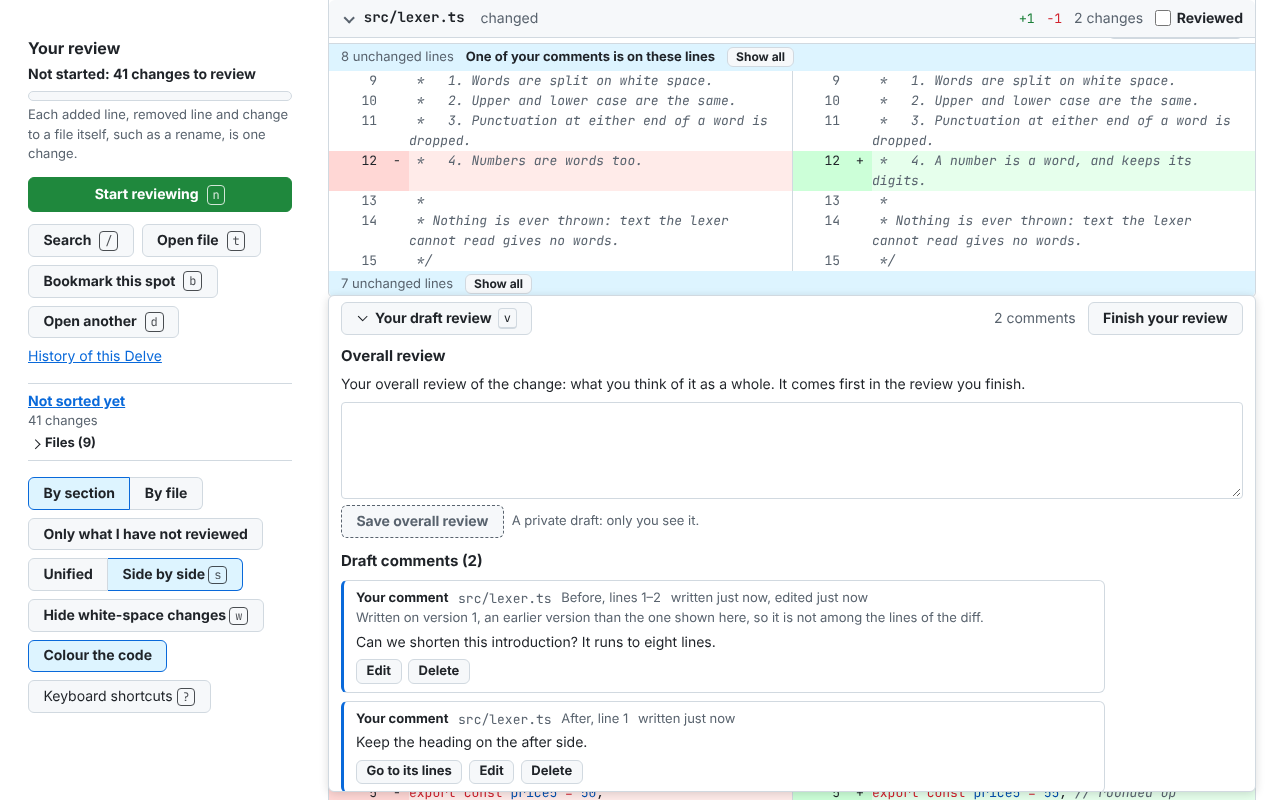 Your review
Not started: 41 changes to review
Each added line, removed line and change
to a file itself, such as a rename, is one
change.
Start reviewing n
Search / Open file t
Bookmark this spot b
Open another d
History of this Delve
Not sorted yet
41 changes
Files (9)
By section By file
Only what I have not reviewed
Unified Side by side s
Hide white-space changes w
Colour the code
Keyboard shortcuts ?
src/lexer.ts changed +1 -1 2 changes Reviewed
8 unchanged lines One of your comments is on these lines Show all
9 * 1. Words are split on white space. 9 * 1. Words are split on white space.
10 * 2. Upper and lower case are the same. 10 * 2. Upper and lower case are the same.
11 * 3. Punctuation at either end of a word is 11 * 3. Punctuation at either end of a word is
dropped. dropped.
12 - * 4. Numbers are words too. 12 + * 4. A number is a word, and keeps its
digits.
13 * 13 *
14 * Nothing is ever thrown: text the lexer 14 * Nothing is ever thrown: text the lexer
cannot read gives no words. cannot read gives no words.
15 */ 15 */
7 unchanged lines Show all
Your draft review v 2 comments Finish your review
Overall review
Your overall review of the change: what you think of it as a whole. It comes first in the review you finish.
Save overall review A private draft: only you see it.
Draft comments (2)
Your comment src/lexer.ts Before, lines 1–2 written just now, edited just now
Written on version 1, an earlier version than the one shown here, so it is not among the lines of the diff.
Can we shorten this introduction? It runs to eight lines.
Edit Delete
Your comment src/lexer.ts After, line 1 written just now
Keep the heading on the after side.
Go to its lines Edit Delete
5 - export const 5 + export const